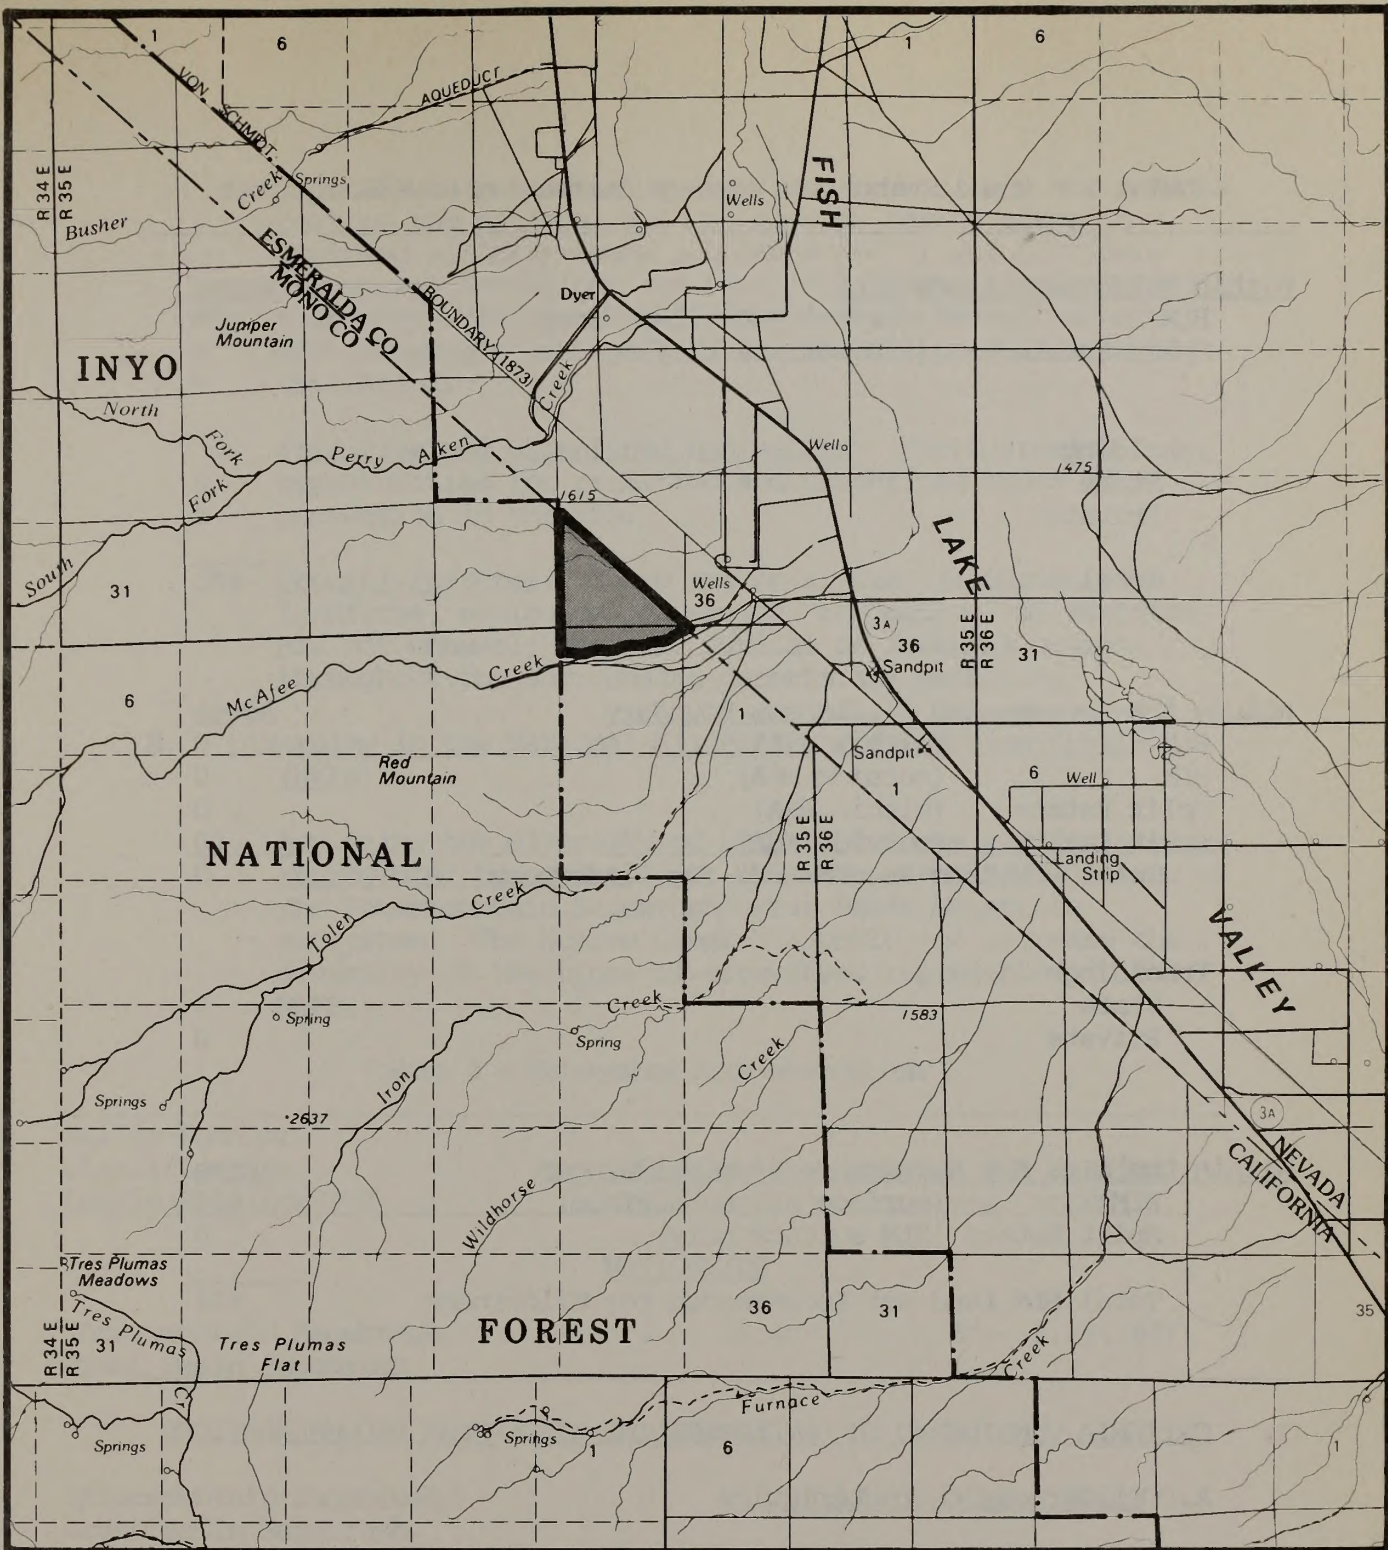 1
6
1
6
VON SCHMIDT
AQUEDUCT
R 34 E
R 35 E
Busher
Creek
Springs
Wells
FISH
ESMERALDA CO
MONO CO
BOUNDARY (1873)
Dyer
Juniper
Mountain
INYO
North
Fork
Creek
Perry Aiken
South
Fork
Well
1475
1615
LAKE
31
Wells
36
3A
36
R 35 E
R 36 E
31
Sandpit
Creek
McAfee
6
1
Red
Mountain
Sandpit
6
Well
1
NATIONAL
R 35 E
R 36 E
Landing
Strip
Creek
Toler
VALLEY
Spring
Creek
1583
Spring
Creek
Iron
Springs
2637
3A
NEVADA
CALIFORNIA
Wildhorse
Tres Plumas
Meadows
Tres Plumas
Cr
R 34 E
R 35 E
31
Tres Plumas
Flat
FOREST
36
31
35
Creek
Furnace
Springs
Springs
1
6
1